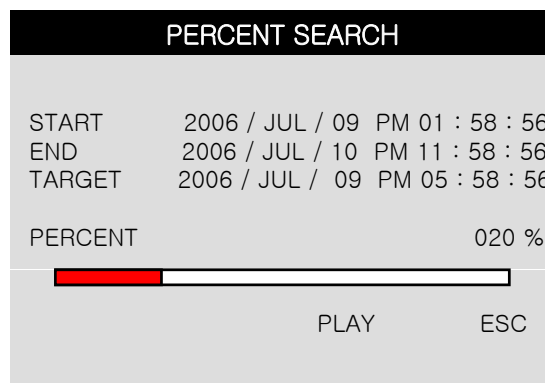 PERCENT SEARCH
START 2006 / JUL / 09 PM 01 : 58 : 56
END 2006 / JUL / 10 PM 11 : 58 : 56
TARGET 2006 / JUL / 09 PM 05 : 58 : 56
PERCENT 020 %
PLAY ESC